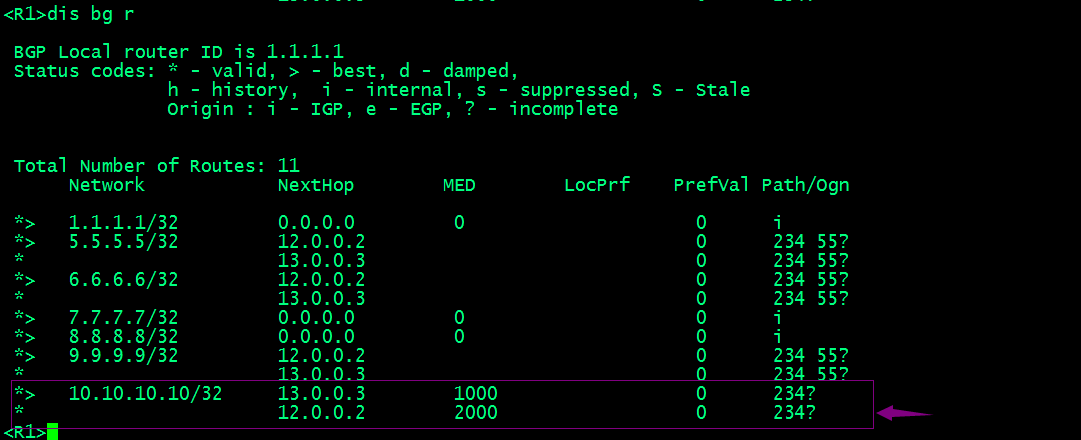 <R1>dis bg r
BGP Local router ID is 1.1.1.1
Status codes: * - valid, > - best, d - damped,
h - history,  i - internal, s - suppressed, S - Stale
Origin : i - IGP, e - EGP, ? - incomplete
Total Number of Routes: 11
Network NextHop MED LocPrf PrefVal Path/Ogn
*> 1.1.1.1/32 0.0.0.0 0 0 i
*> 5.5.5.5/32 12.0.0.2 0 234 55?
* 13.0.0.3 0 234 55?
*> 6.6.6.6/32 12.0.0.2 0 234 55?
* 13.0.0.3 0 234 55?
*> 7.7.7.7/32 0.0.0.0 0 0 i
*> 8.8.8.8/32 0.0.0.0 0 0 i
*> 9.9.9.9/32 12.0.0.2 0 234 55?
* 13.0.0.3 0 234 55?
*> 10.10.10.10/32 13.0.0.3 1000 0 234?
* 12.0.0.2 2000 0 234?
<R1>